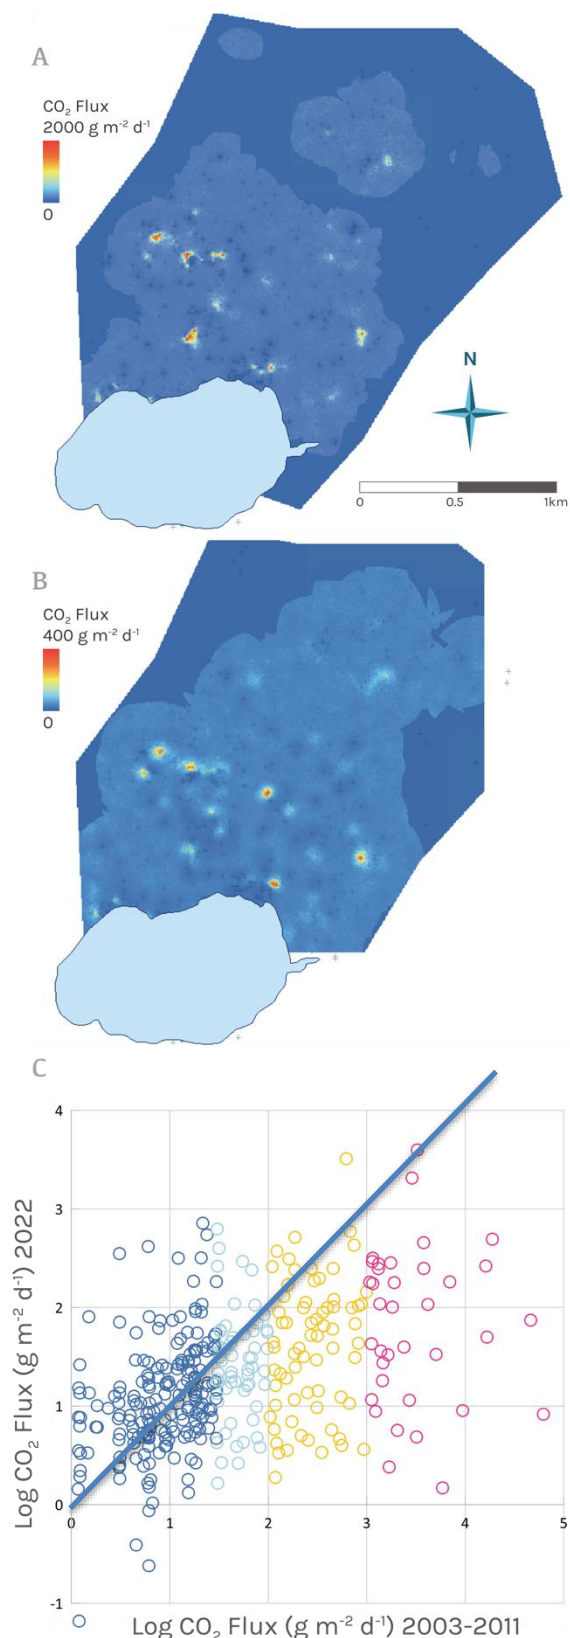 A
CO₂ Flux
2000 g m⁻² d⁻¹
0
N
0 0.5 1km
B
CO₂ Flux
400 g m⁻² d⁻¹
0
C
Log CO₂ Flux (g m⁻² d⁻¹) 2022
4
3
2
1
0
-1
0 1 2 3 4 5
Log CO₂ Flux (g m⁻² d⁻¹) 2003-2011